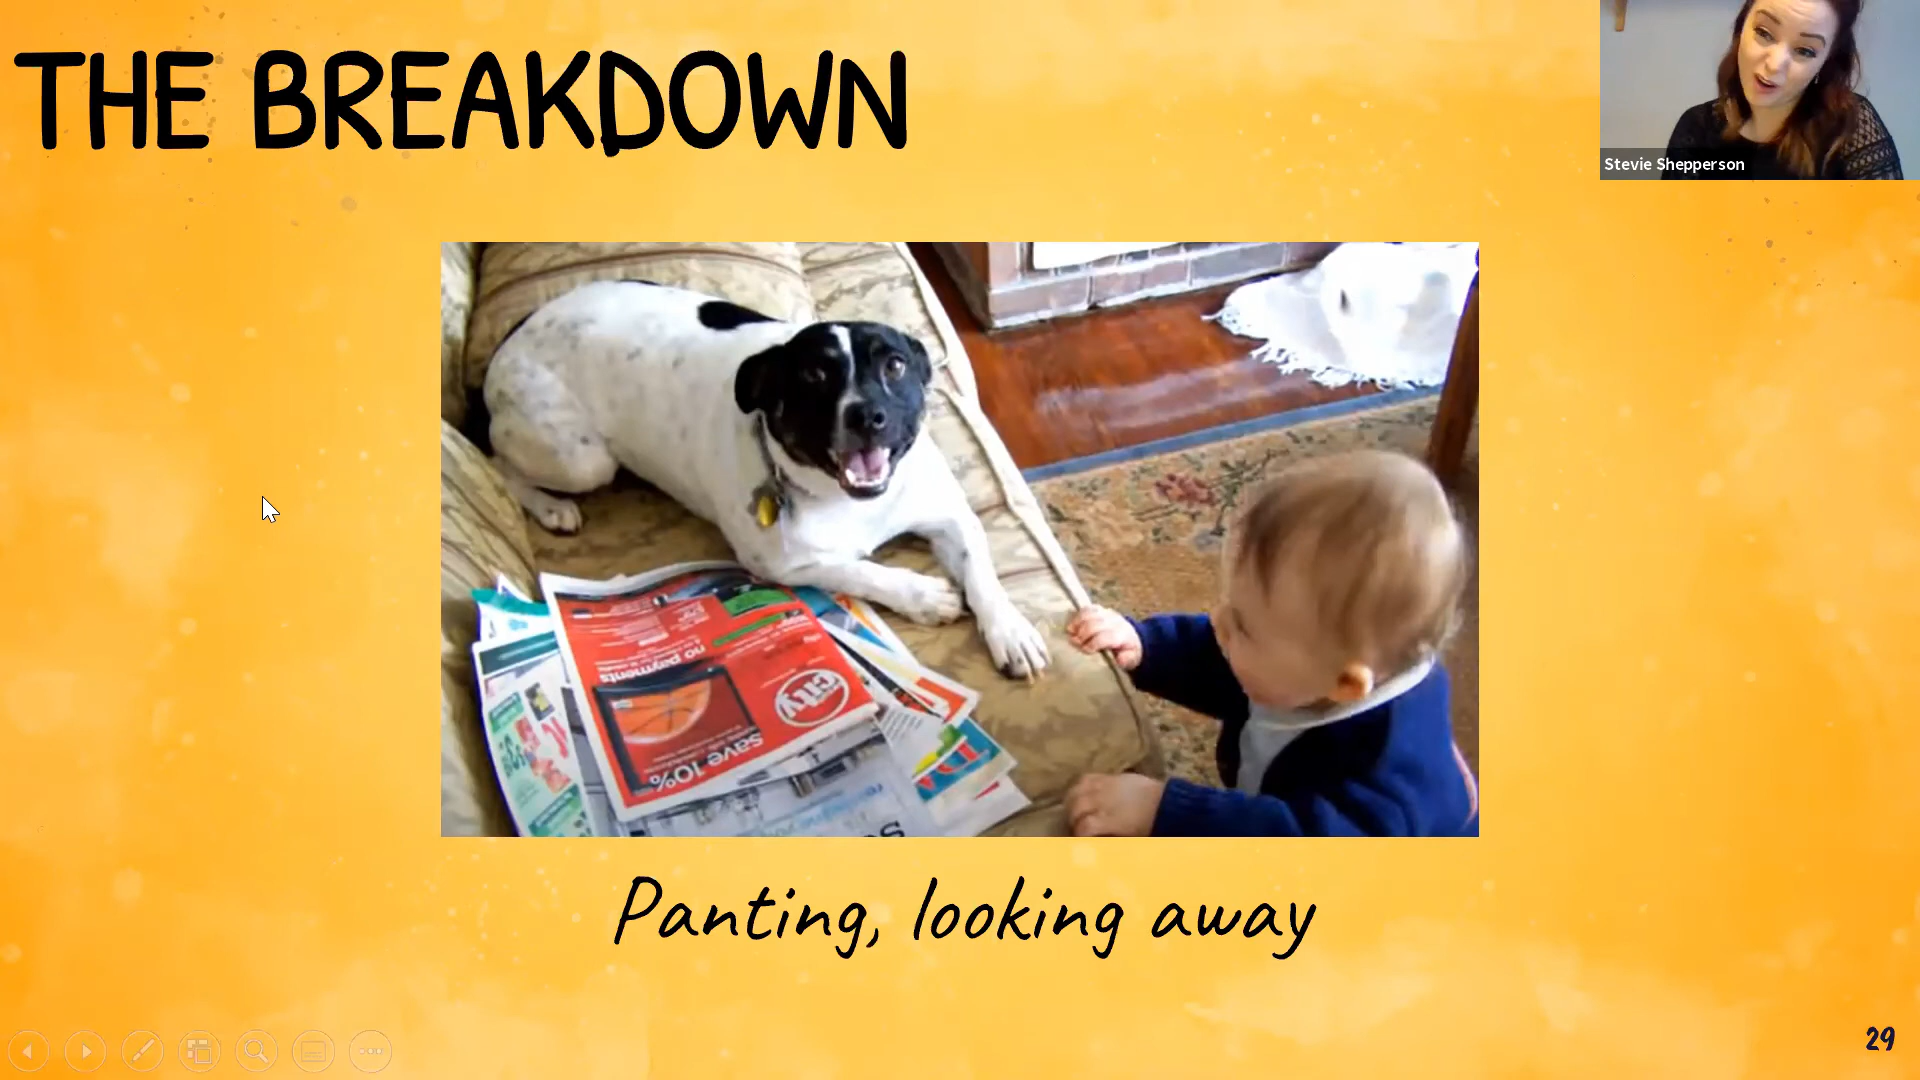 THE BREAKDOWN
Stevie Shepperson
no payments
city
save 10%
Panting, looking away
29